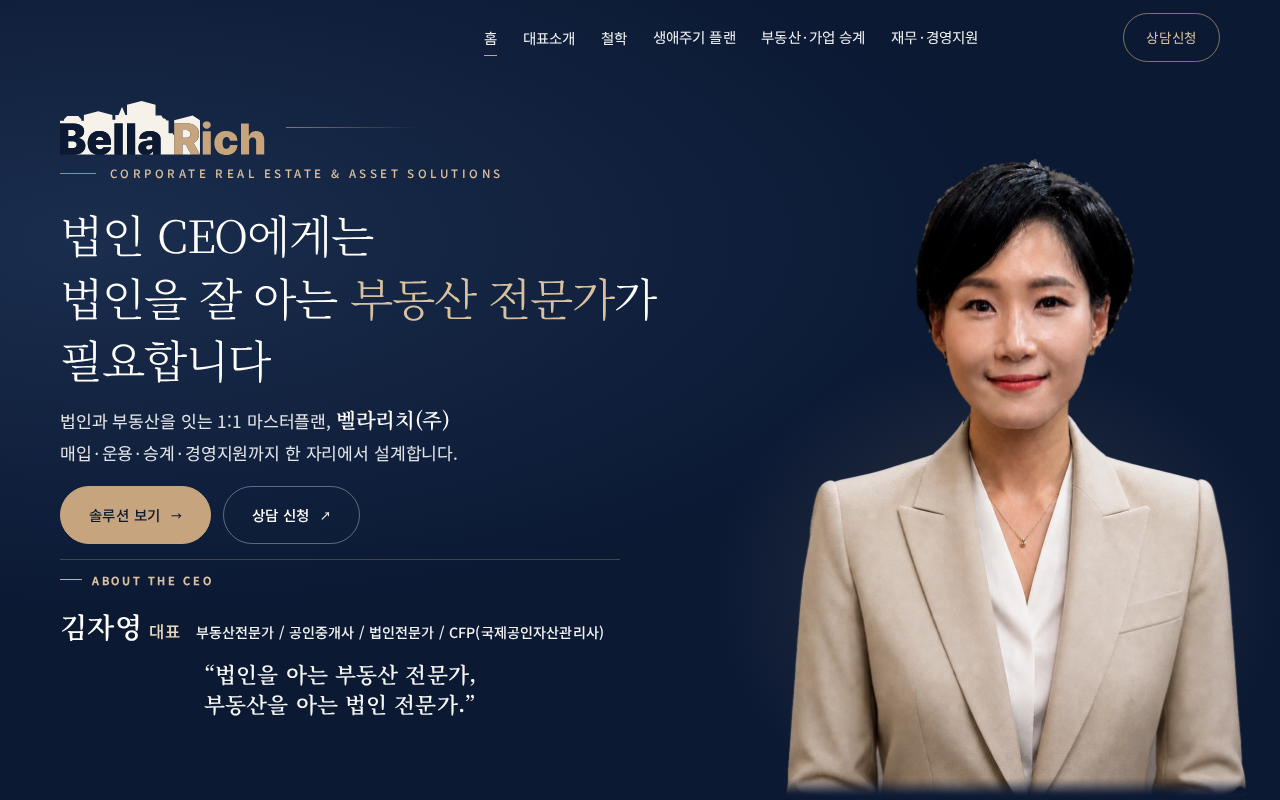 홈 대표소개 철학 생애주기 플랜 부동산·가업 승계 재무·경영지원 상담신청
Bella Rich
CORPORATE REAL ESTATE & ASSET SOLUTIONS
법인 CEO에게는
법인을 잘 아는 부동산 전문가가
필요합니다
법인과 부동산을 잇는 1:1 마스터플랜, 벨라리치(주)
매입·운용·승계·경영지원까지 한 자리에서 설계합니다.
솔루션 보기 → 상담 신청 ↗
ABOUT THE CEO
김자영 대표 부동산전문가 / 공인중개사 / 법인전문가 / CFP(국제공인자산관리사)
“법인을 아는 부동산 전문가,
부동산을 아는 법인 전문가.”